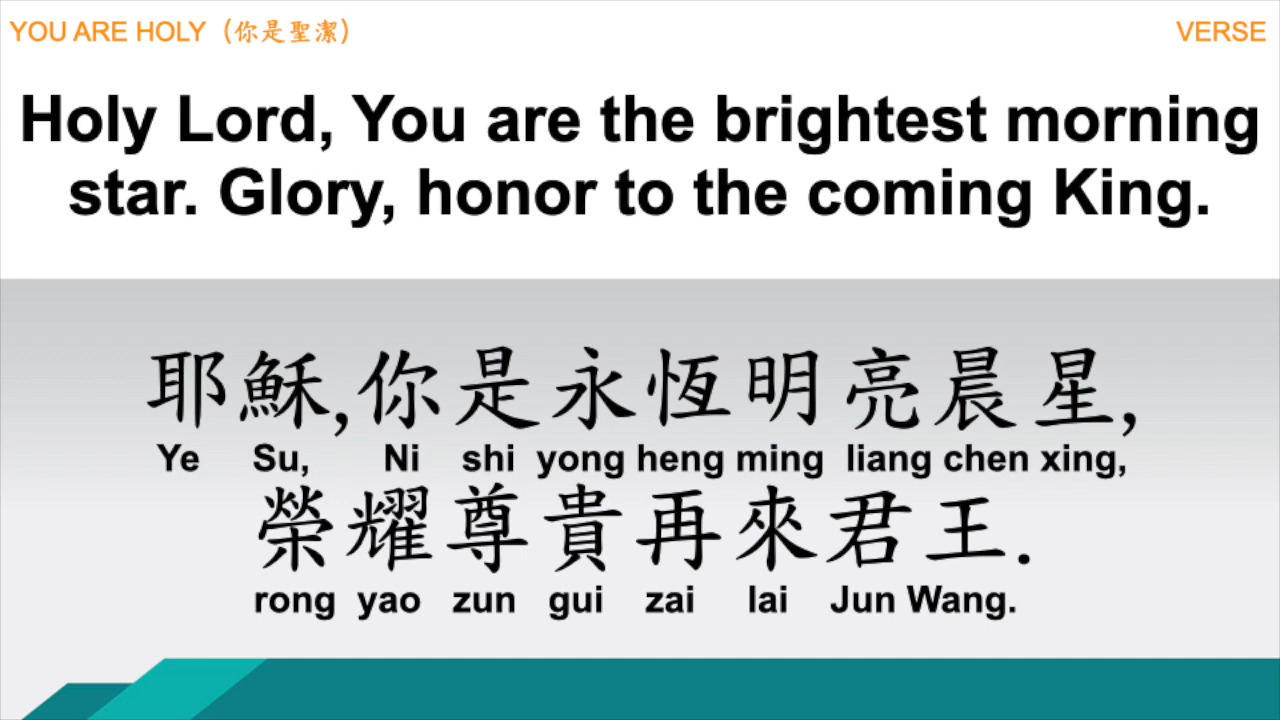 YOU ARE HOLY（你是聖潔）
VERSE
Holy Lord, You are the brightest morning
star. Glory, honor to the coming King.
耶穌,你是永恆明亮晨星,
Ye Su, Ni shi yong heng ming liang chen xing,
榮耀尊貴再來君王.
rong yao zun gui zai lai Jun Wang.